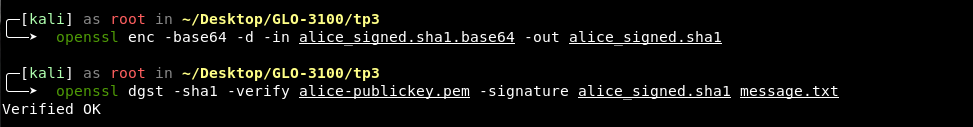 ╭─[kali] as root in ~/Desktop/GLO-3100/tp3
╰──➤  openssl enc -base64 -d -in alice_signed.sha1.base64 -out alice_signed.sha1
╭─[kali] as root in ~/Desktop/GLO-3100/tp3
╰──➤  openssl dgst -sha1 -verify alice-publickey.pem -signature alice_signed.sha1 message.txt
Verified OK